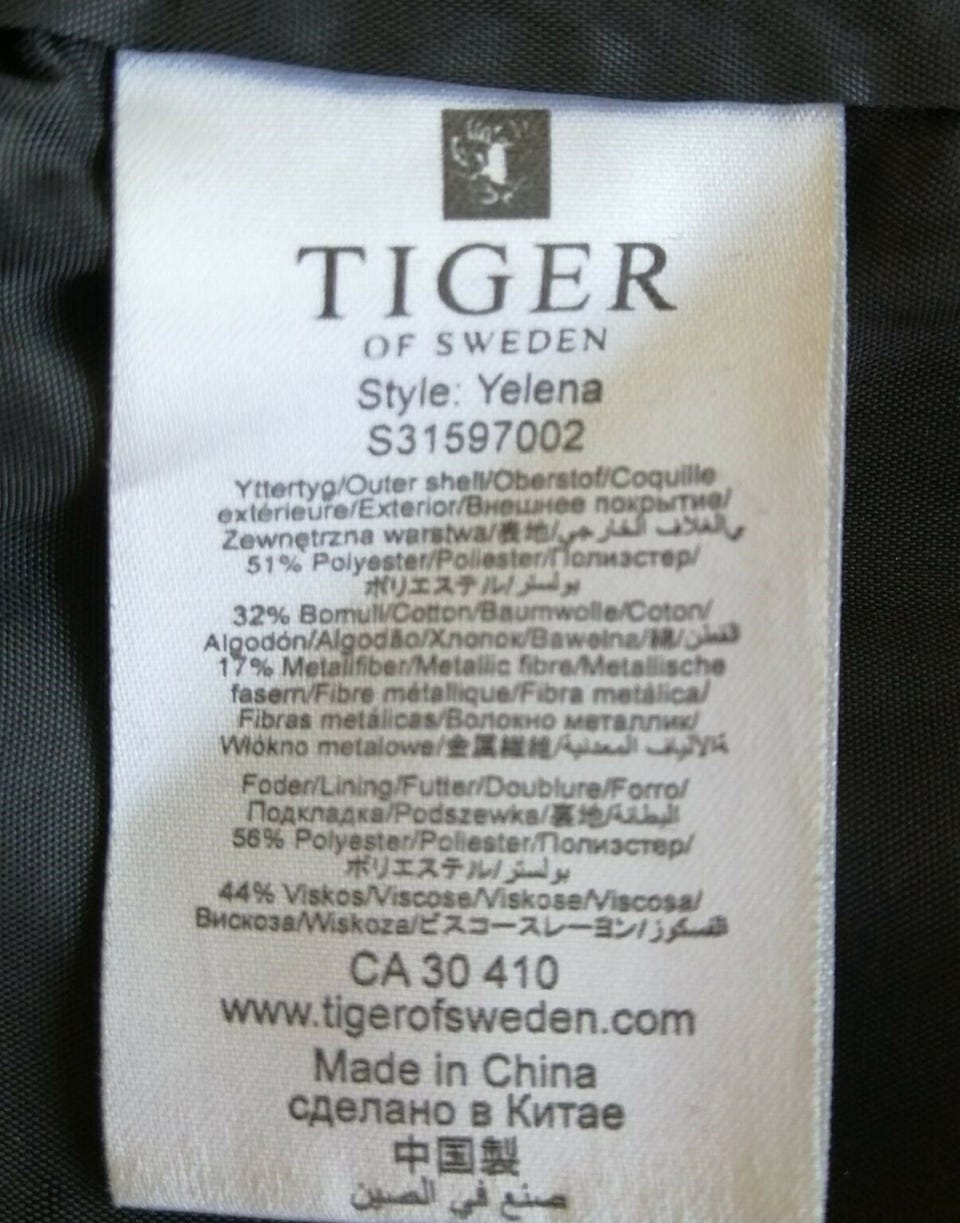 TIGER
OF SWEDEN
Style: Yelena
S31597002
Yttertyg/Outer shell/Oberstof/Coquille
extérieure/Exterior/Внешнее покрытие/
Zewnętrzna warstwa/表地/الغلاف الخارجي
51% Polyester/Poliester/Полиэстер/
ポリエステル/بولستر
32% Bomull/Cotton/Baumwolle/Coton/
Algodón/Algodão/Хлопок/Bawełna/綿/القطن
17% Metallfiber/Metallic fibre/Metallische
fasern/Fibre métallique/Fibra metálica/
Fibras metálicas/Волокно металлик/
Włókno metalowe/金属繊維/الألياف المعدنية
Foder/Lining/Futter/Doublure/Forro/
Подкладка/Podszewka/裏地/البطانة
56% Polyester/Poliester/Полиэстер/
ポリエステル/بولستر
44% Viskos/Viscose/Viskose/Viscosa/
Вискоза/Wiskoza/ビスコースレーヨン/الفسكوز
CA 30 410
www.tigerofsweden.com
Made in China
сделано в Китае
中国製
صنع في الصين